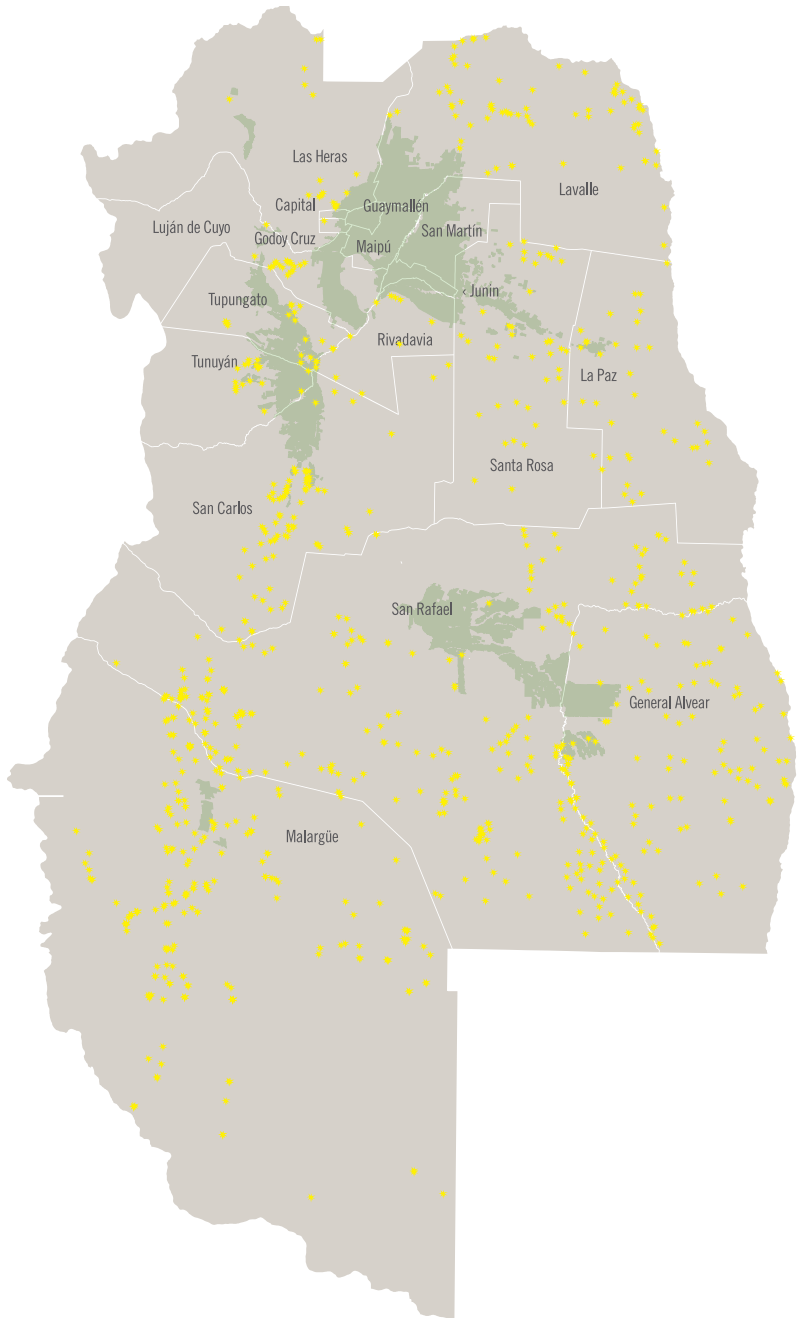 Las Heras
Lavalle
Capital
Guaymallén
Luján de Cuyo
San Martín
Godoy Cruz
Maipú
‹ Junín
Tupungato
Rivadavia
Tunuyán
La Paz
Santa Rosa
San Carlos
San Rafael
General Alvear
Malargüe